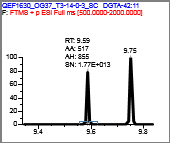 QEF1630_OG37_T3-14-0-3_SC DGTA-42:11
F: FTMS + p ESI Full ms [500.0000-2000.0000]
RT: 9.59
AA: 517
AH: 855
SN: 1.77E+013
9.75
100
80
60
40
20
0
9.4 9.6 9.8